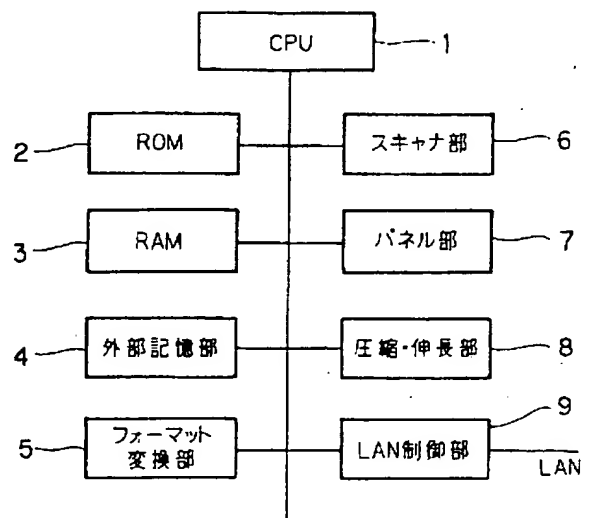 CPU
1
2
ROM
スキャナ部
6
3
RAM
パネル部
7
4
外部記憶部
圧縮・伸長部
8
5
フォーマット
変換部
LAN制御部
9
LAN